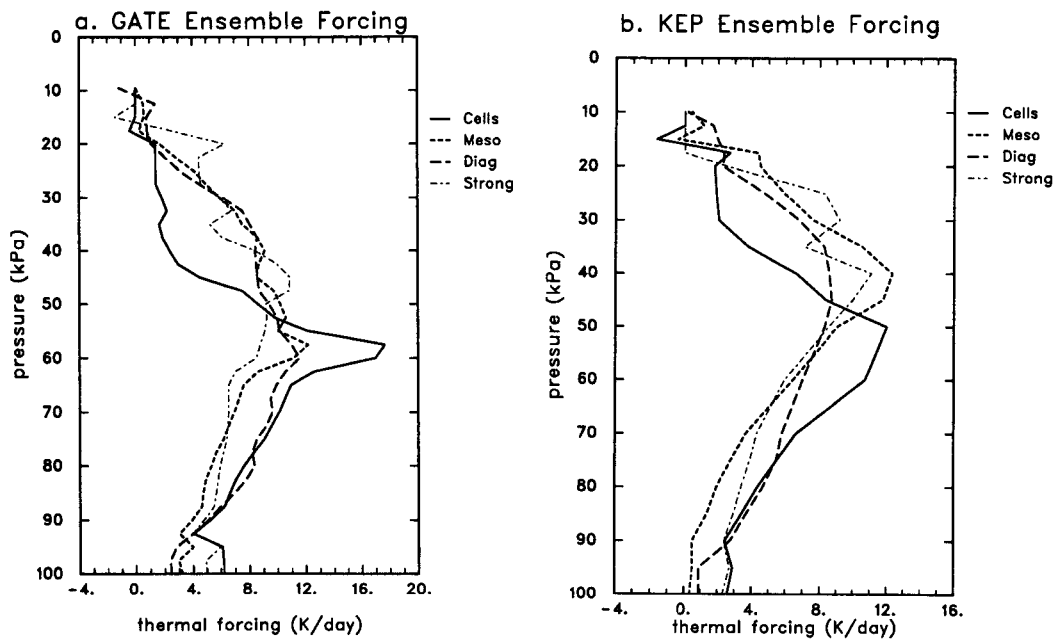 a. GATE Ensemble Forcing
0
10
20
30
40
50
60
70
80
90
100
pressure (kPa)
-4.
0.
4.
8.
12.
16.
20.
thermal forcing (K/day)
Cells
Meso
Diag
Strong
b. KEP Ensemble Forcing
0
10
20
30
40
50
60
70
80
90
100
pressure (kPa)
-4.
0.
4.
8.
12.
16.
thermal forcing (K/day)
Cells
Meso
Diag
Strong